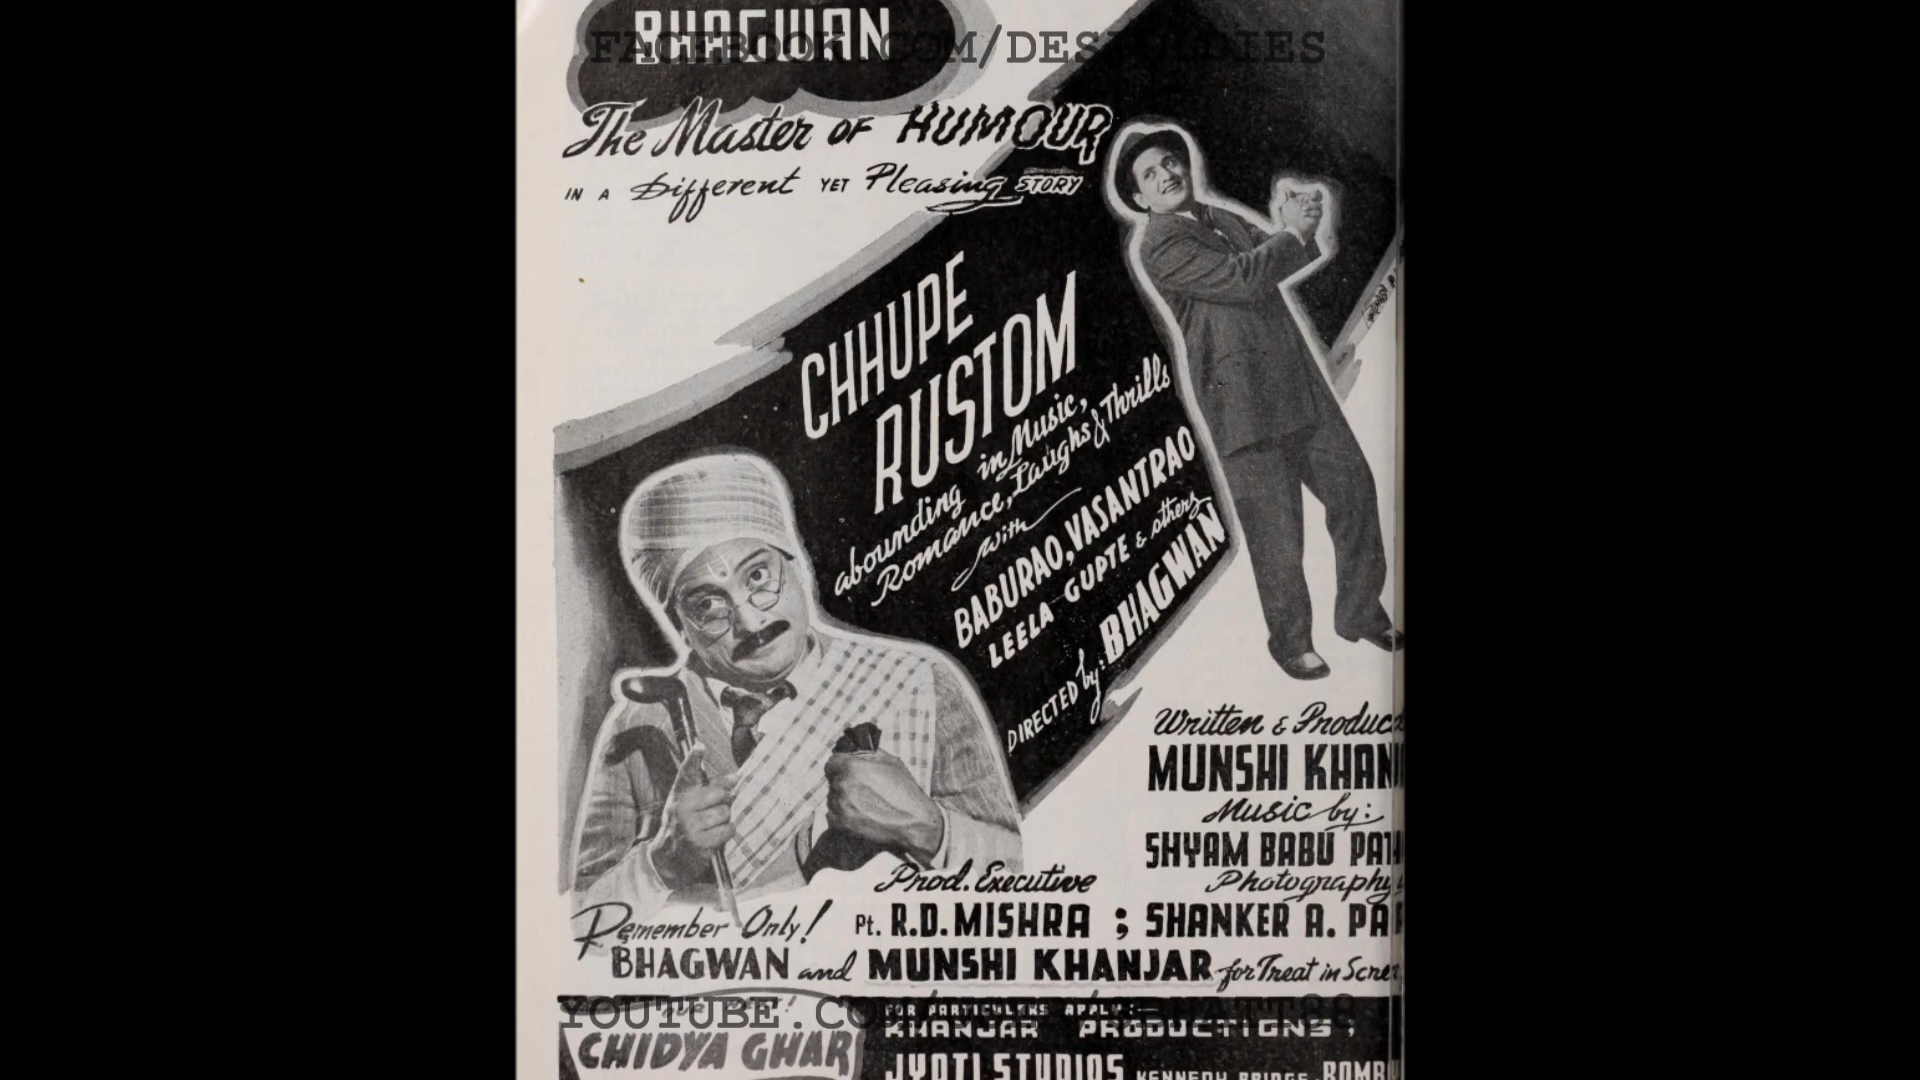 BHAGWAN
FACEBOOK.COM/DESIOLDIES
The Master OF HUMOUR
IN A Different YET Pleasing STORY
CHHUPE
RUSTOM
abounding in Music,
Romance, Laughs & Thrills
with
BABURAO, VASANTRAO
LEELA GUPTE & others
DIRECTED by: BHAGWAN
Written & Produc
MUNSHI KHAN
Music by:
SHYAM BABU PAT
Photography
Prod. Executive
Pt. R.D. MISHRA ; SHANKER A. PA
Remember Only!
BHAGWAN and MUNSHI KHANJAR for Treat in
YOUTUBE.CO
FOR PARTICULARS APPLY:-
KHANJAR PRODUCTIONS,
CHIDYA GHAR
JYOTI STUDIOS KENNEDY BRIDGE, BOMB